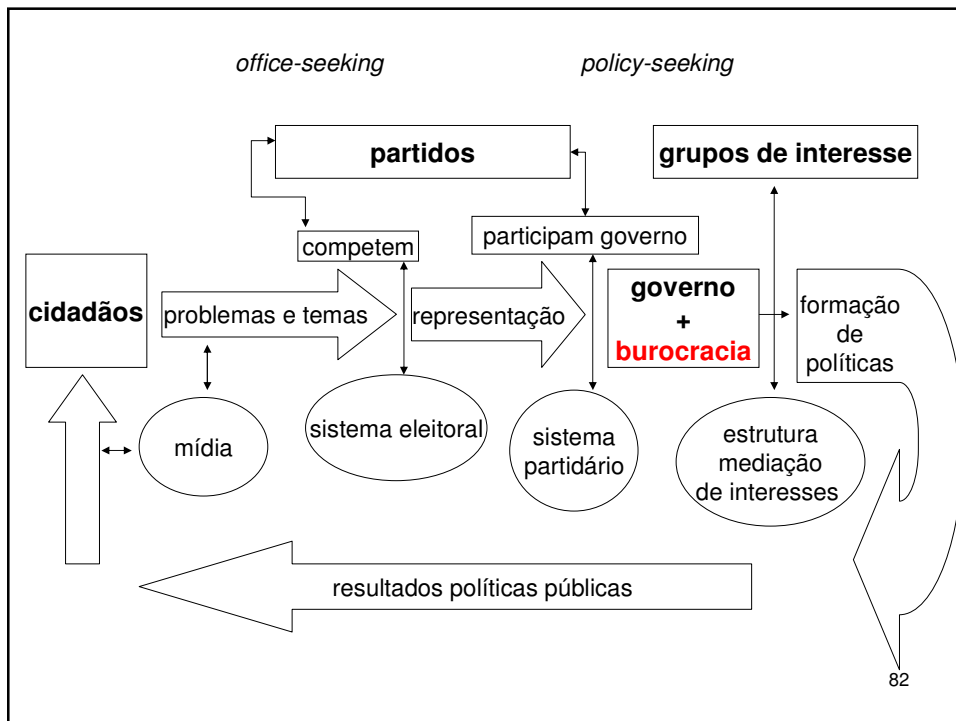 office-seeking
policy-seeking
partidos
grupos de interesse
competem
participam governo
cidadãos
problemas e temas
representação
governo
+
burocracia
formação
de
políticas
mídia
sistema eleitoral
sistema
partidário
estrutura
mediação
de interesses
resultados políticas públicas
82